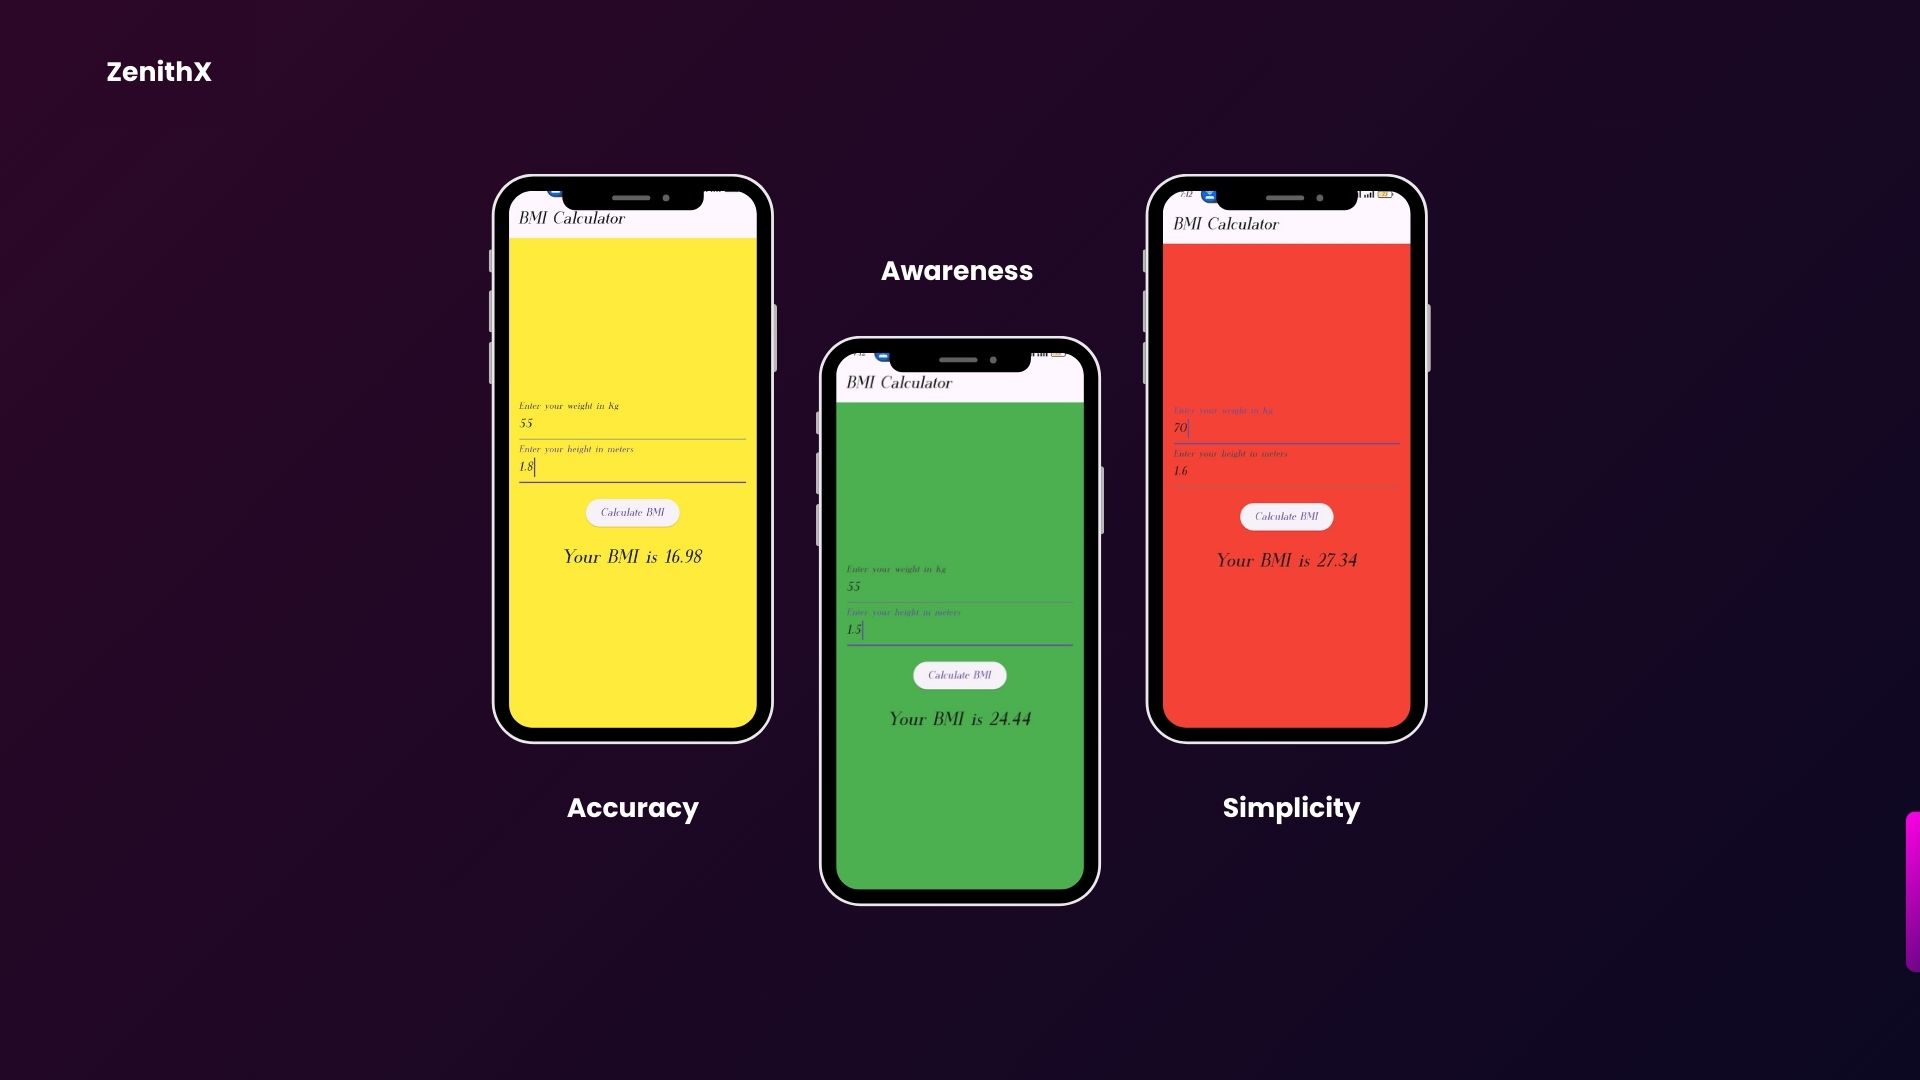 ZenithX
BMI Calculator
Enter your weight in Kg
55
Enter your height in meters
1.8
Calculate BMI
Your BMI is 16.98
Accuracy
Awareness
BMI Calculator
Enter your weight in Kg
55
Enter your height in meters
1.5
Calculate BMI
Your BMI is 24.44
BMI Calculator
Enter your weight in Kg
70
Enter your height in meters
1.6
Calculate BMI
Your BMI is 27.34
Simplicity